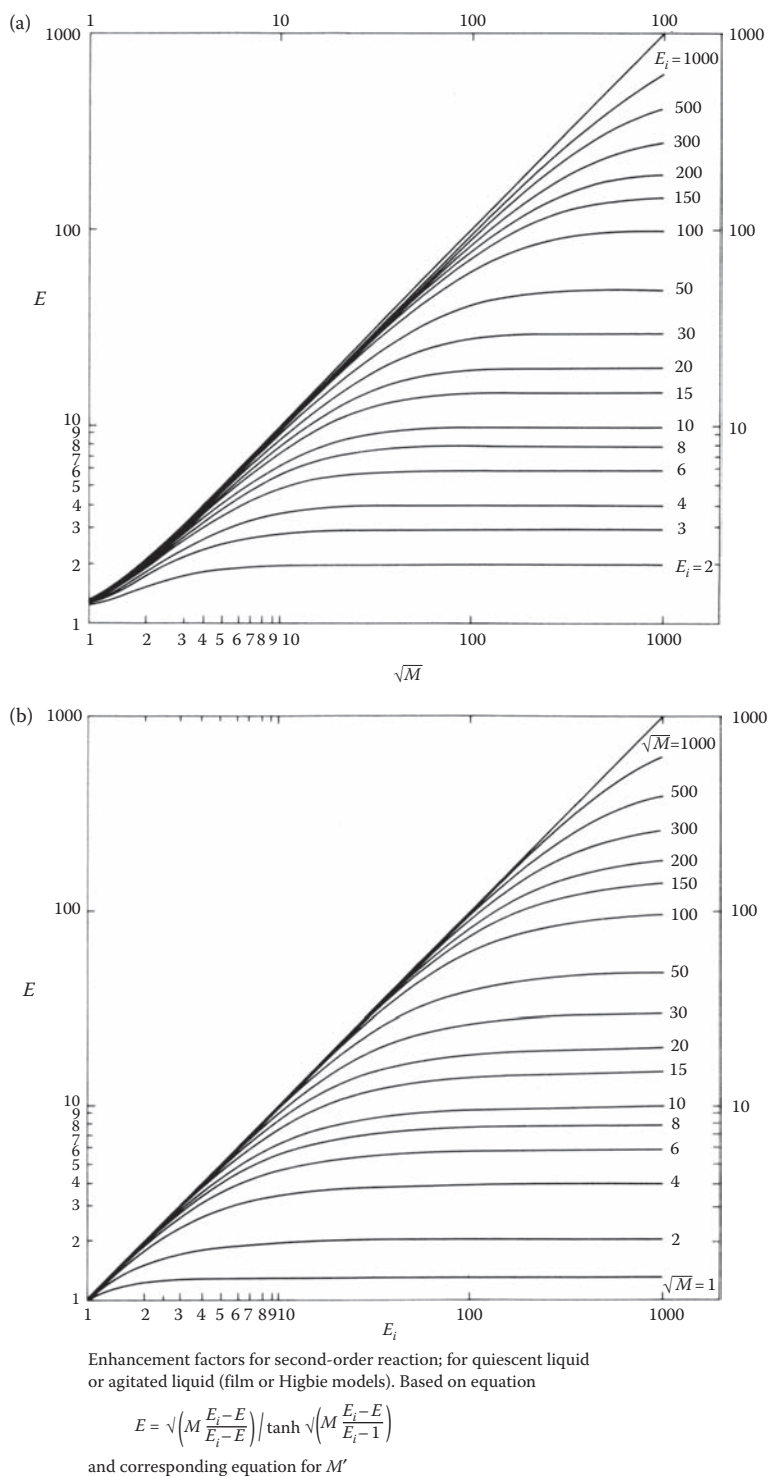 (a)
1 10 100 100
1000 1000
E_i = 1000
500
300
200
150
100 100 100
E
50
30
20
15
10 10 10
9
8 8
7
6 6
5
4 4
3 3
2 E_i = 2
1
1 2 3 4 5 6 7 8 9 10 100 1000
√M
(b)
1000 1000
√M = 1000
500
300
200
150
100 100 100
E
50
30
20
15
10 10 10
9
8 8
7
6 6
5
4 4
3
2 2
1 √M = 1
1 2 3 4 5 6 7 8 9 10 100 1000
E_i
Enhancement factors for second-order reaction; for quiescent liquid
or agitated liquid (film or Higbie models). Based on equation
E = √(M (E_i – E)/(E_i – E)) / tanh √(M (E_i – E)/(E_i – 1))
and corresponding equation for M′